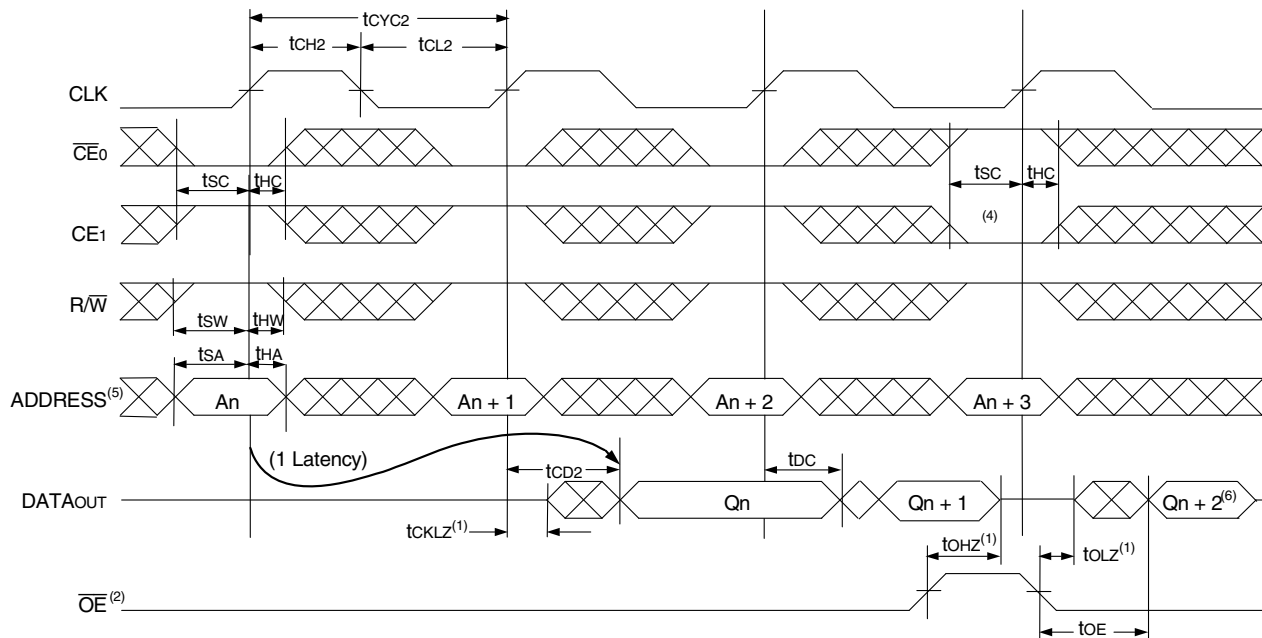 tCYC2
tCH2 tCL2
CLK
CE0
tSC tHC tSC tHC
CE1 (4)
R/W
tSW tHW
tSA tHA
ADDRESS(5) An An + 1 An + 2 An + 3
(1 Latency) tCD2 tDC
DATAOUT Qn Qn + 1 Qn + 2(6)
tCKLZ(1) tOHZ(1) tOLZ(1)
OE (2)
tOE